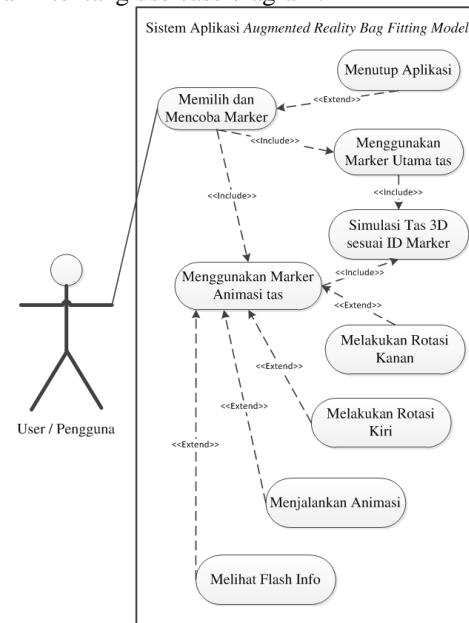 Sistem Aplikasi Augmented Reality Bag Fitting Model
Menutup Aplikasi
<<Extend>>
Memilih dan
Mencoba Marker
<<Include>>
Menggunakan
Marker Utama tas
<<Include>>
<<Include>>
Simulasi Tas 3D
sesuai ID Marker
<<Include>>
Menggunakan Marker
Animasi tas
<<Extend>>
Melakukan Rotasi
Kanan
<<Extend>>
Melakukan Rotasi
Kiri
<<Extend>>
User / Pengguna
<<Extend>>
Menjalankan Animasi
Melihat Flash Info